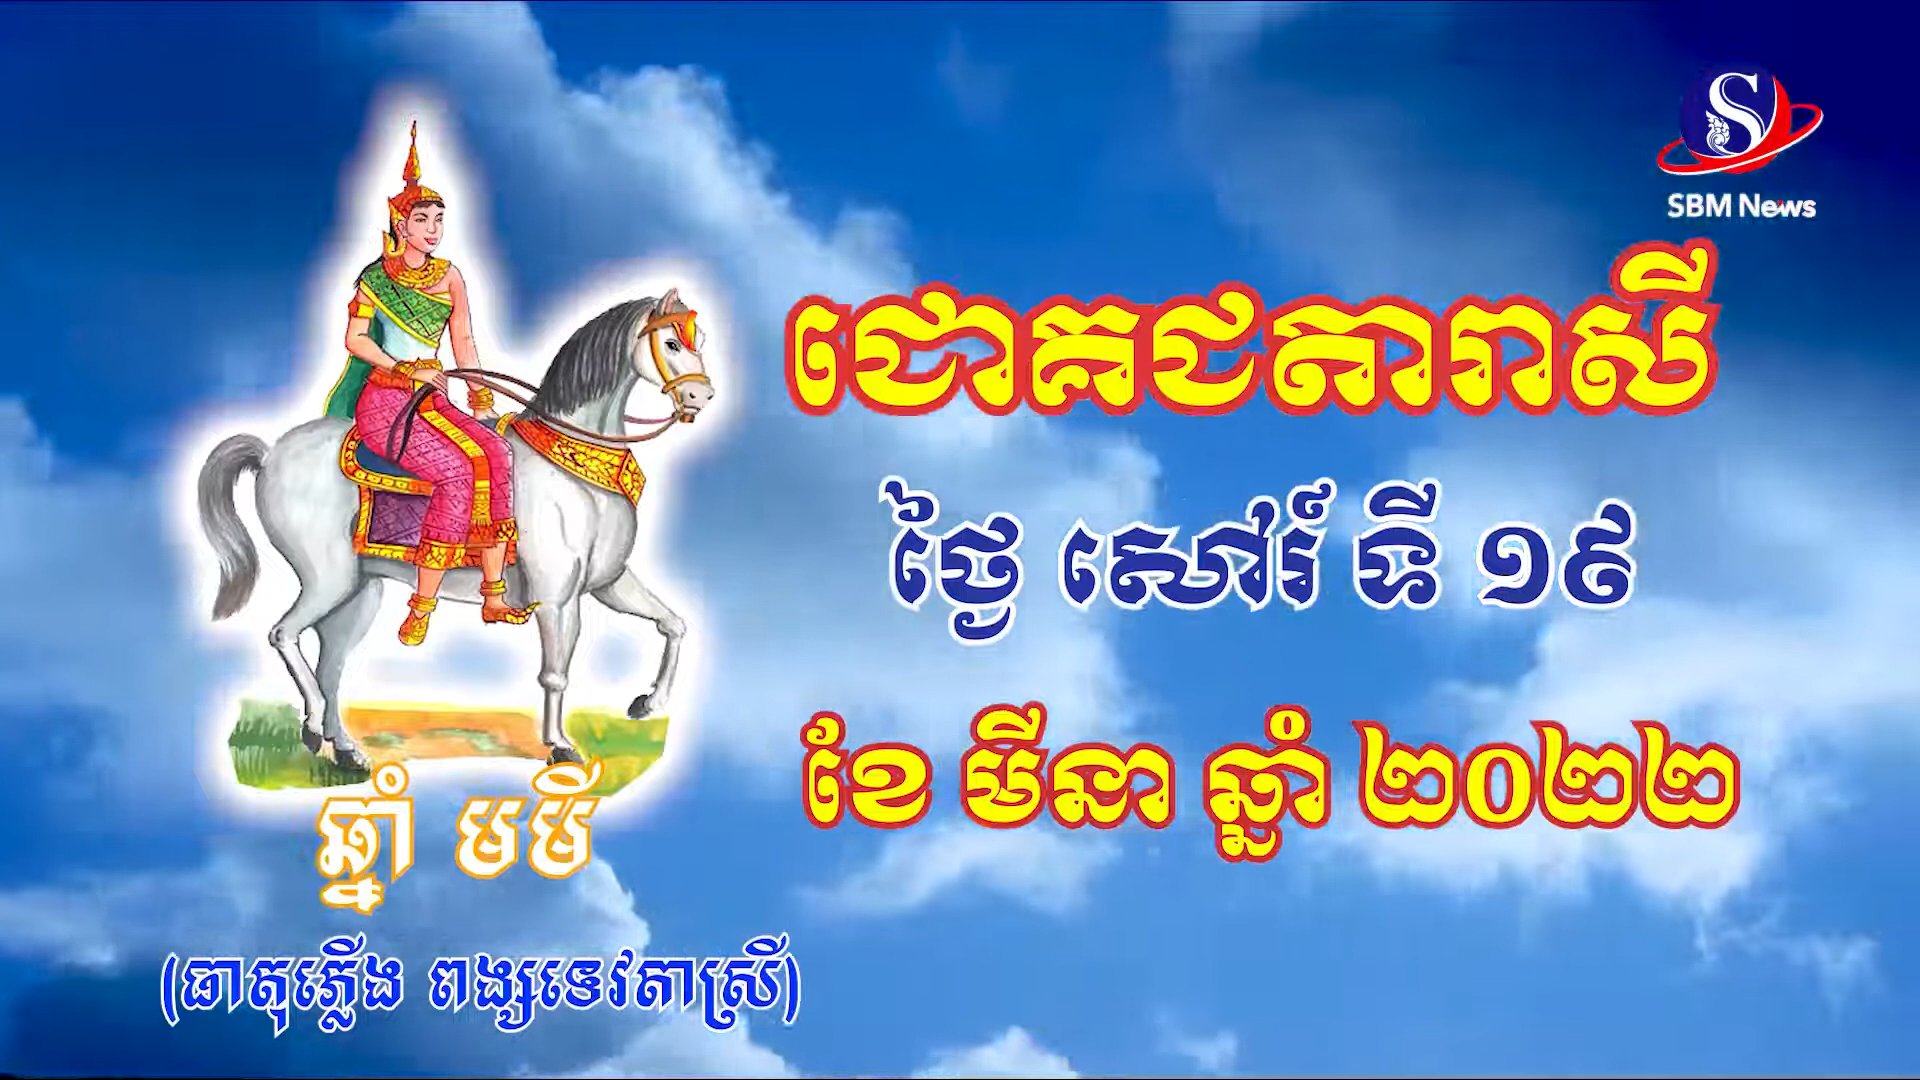 SBM News
ជោគជតារាសី
ថ្ងៃ សៅរ៍ ទី ១៩
ខែ មីនា ឆ្នាំ ២០២២
ឆ្នាំ មមី
(ធាតុភ្លើង ពង្សទេវតាស្រី)